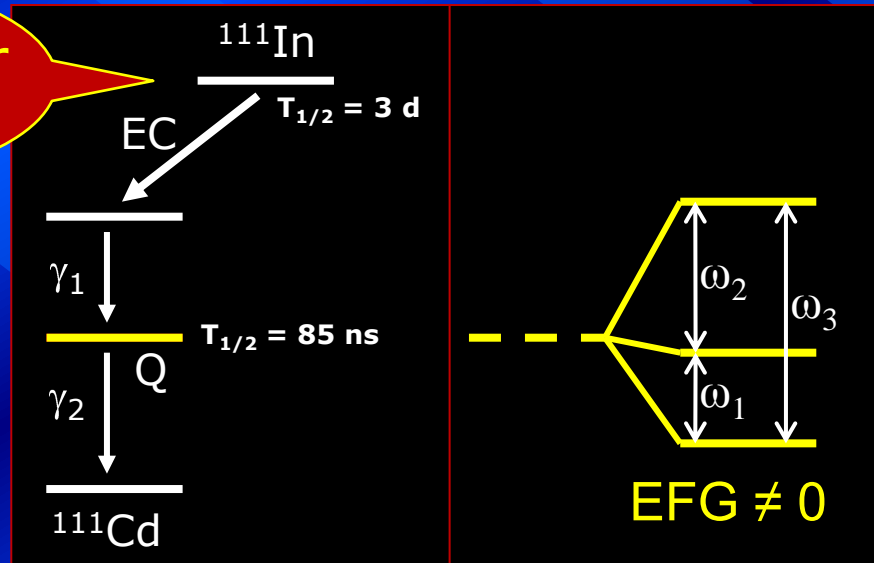 ¹¹¹In
T₁/₂ = 3 d
EC
γ₁
T₁/₂ = 85 ns
Q
γ₂
¹¹¹Cd
ω₂
ω₃
ω₁
EFG ≠ 0